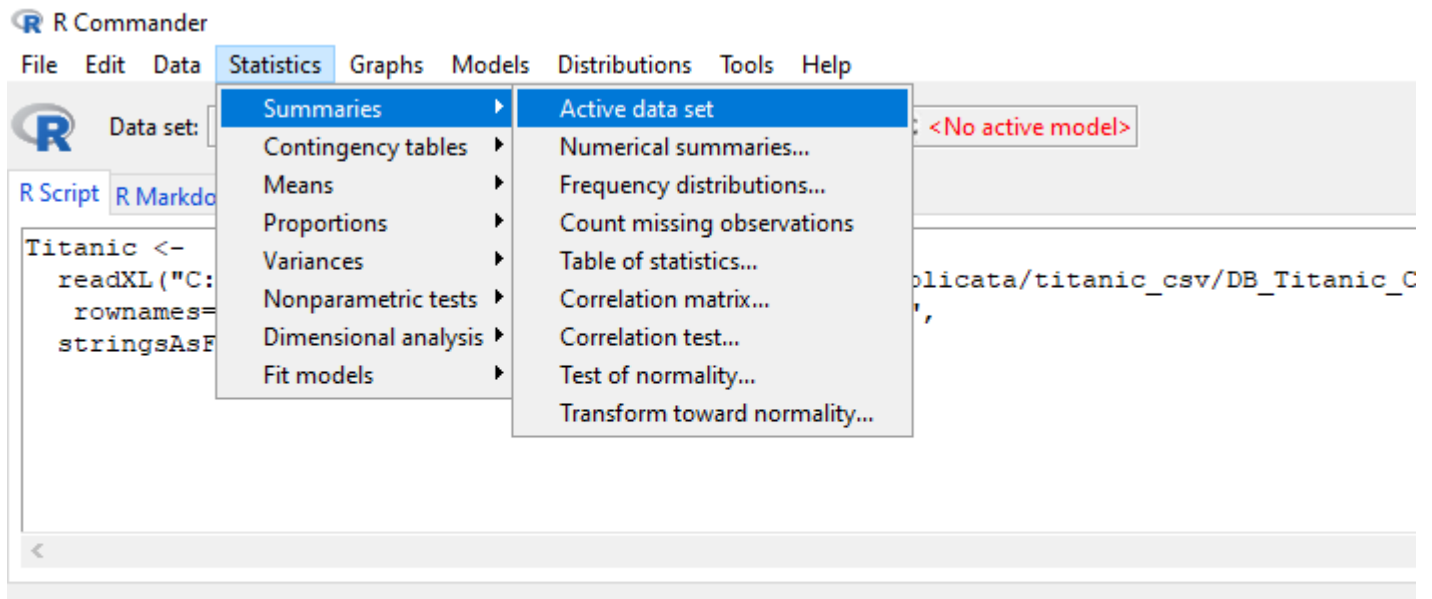 R Commander
File Edit Data Statistics Graphs Models Distributions Tools Help
R Data set: : <No active model>
R Script R Markdo
Summaries
Contingency tables
Means
Proportions
Variances
Nonparametric tests
Dimensional analysis
Fit models
Active data set
Numerical summaries...
Frequency distributions...
Count missing observations
Table of statistics...
Correlation matrix...
Correlation test...
Test of normality...
Transform toward normality...
Titanic <-
readXL("C: plicata/titanic_csv/DB_Titanic_C
rownames= ",
stringsAsF